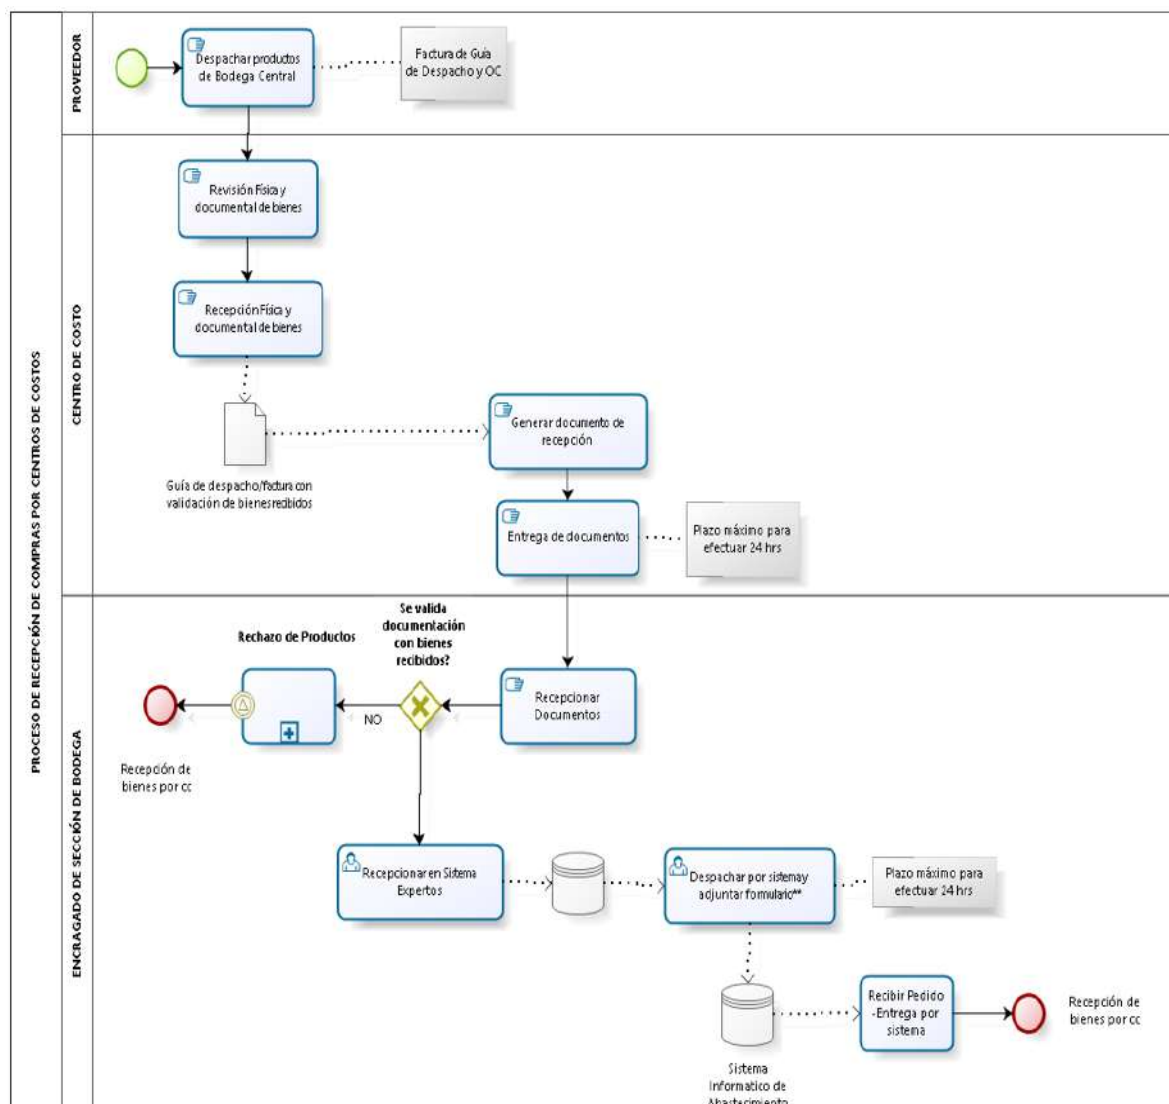 PROCESO DE RECEPCIÓN DE COMPRAS POR CENTROS DE COSTOS
PROVEEDOR
Despachar productos
de Bodega Central
Factura de Guía
de Despacho y OC
CENTRO DE COSTO
Revisión Física y
documental de bienes
Recepción Física y
documental de bienes
Guía de despacho/factura con
validación de bienes recibidos
Generar documento de
recepción
Entrega de documentos
Plazo máximo para
efectuar 24 hrs
ENCRAGADO DE SECCIÓN DE BODEGA
Se valida
documentación
con bienes
recibidos?
Rechazo de Productos
Recepcionar
Documentos
NO
Recepción de
bienes por cc
Recepcionar en Sistema
Expertos
Despachar por sistema y
adjuntar formulario**
Plazo máximo para
efectuar 24 hrs
Recibir Pedido
-Entrega por
sistema
Recepción de
bienes por cc
Sistema
Informatico de
Abastecimiento